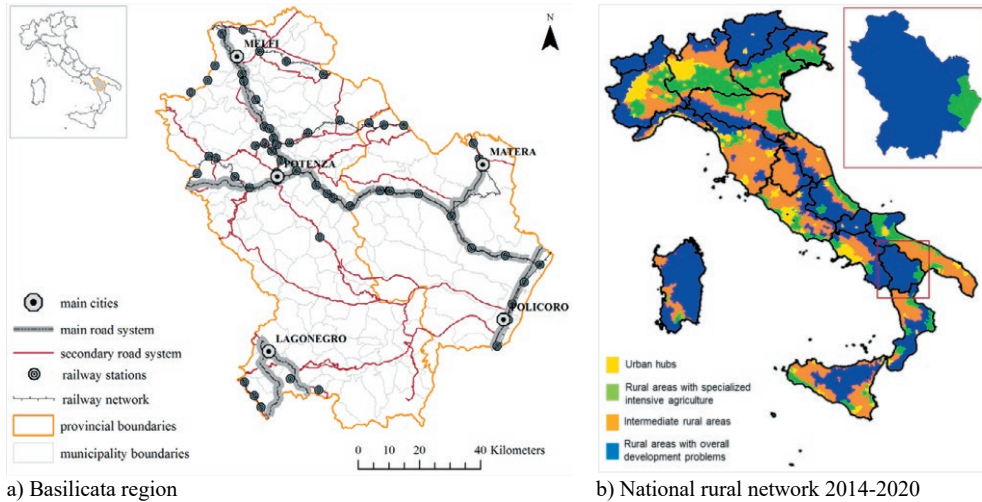 N
MELFI
MATERA
POTENZA
POLICORO
LAGONEGRO
main cities
main road system
secondary road system
railway stations
railway network
provincial boundaries
municipality boundaries
0 10 20 40 Kilometers
a) Basilicata region
Urban hubs
Rural areas with specialized
intensive agriculture
Intermediate rural areas
Rural areas with overall
development problems
b) National rural network 2014-2020